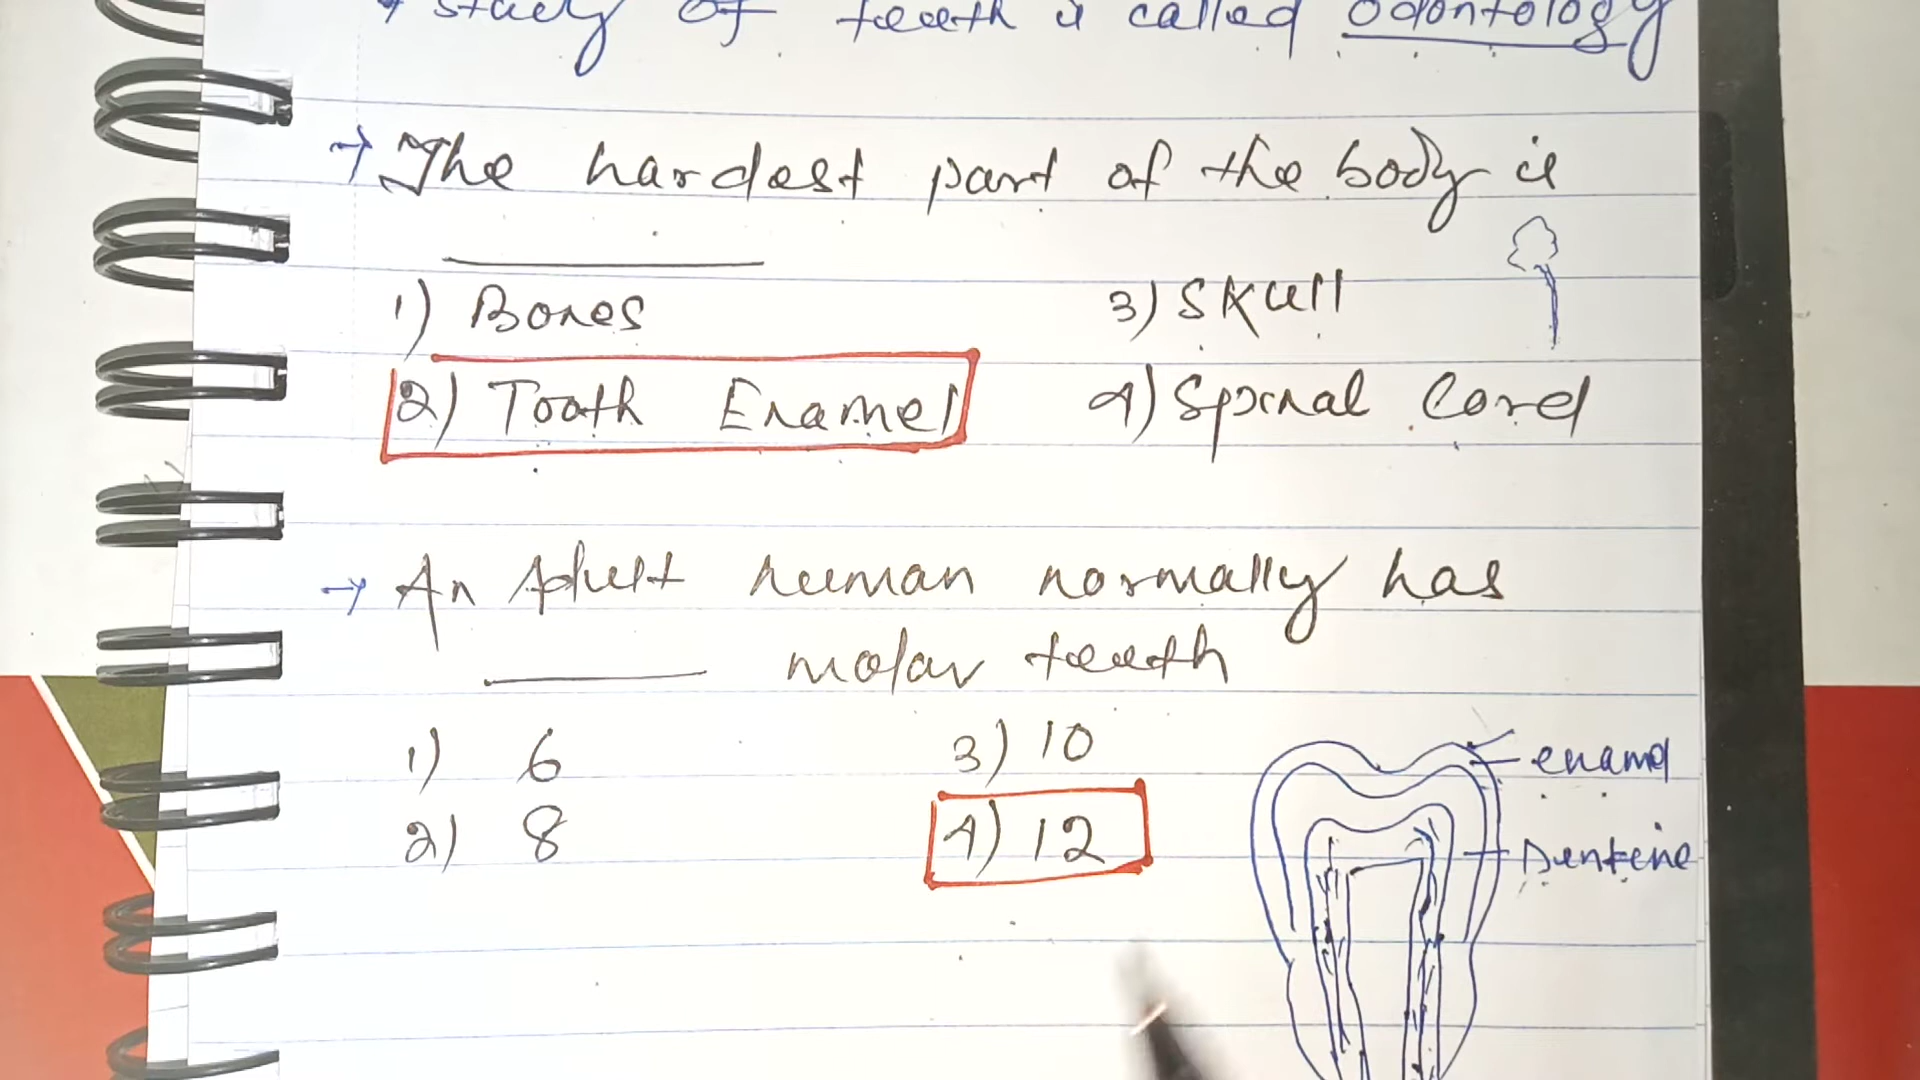 → study of teeth is called odontology
→ The hardest part of the body is
1) Bones 3) Skull
2) Tooth Enamel 4) Spinal Cord
→ An Adult human normally has
molar teeth
1) 6 3) 10
2) 8 4) 12
enamel
Dentine